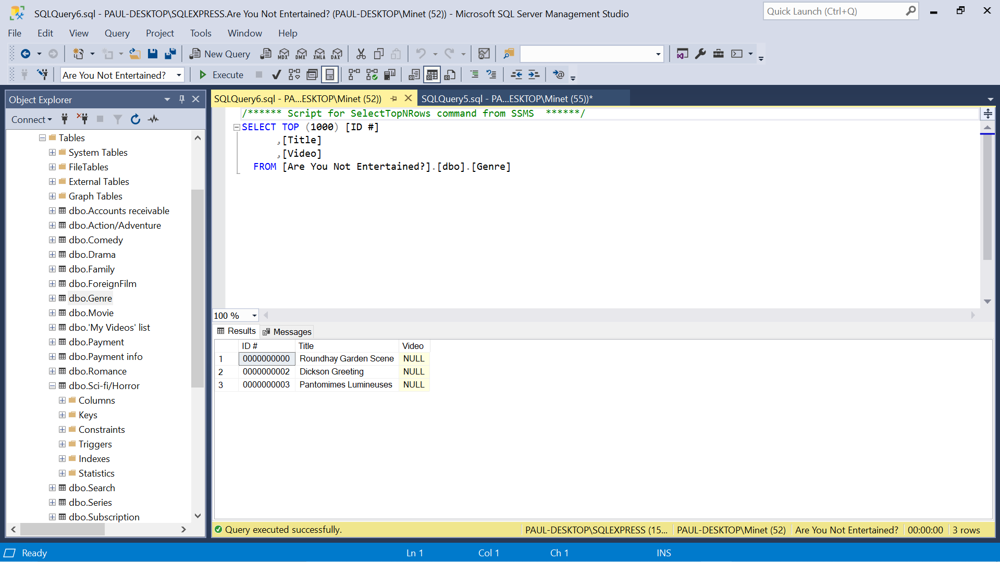 SQLQuery6.sql - PAUL-DESKTOP\SQLEXPRESS.Are You Not Entertained? (PAUL-DESKTOP\Minet (52)) - Microsoft SQL Server Management Studio
Quick Launch (Ctrl+Q)
File Edit View Query Project Tools Window Help
New Query MDX DMX XMLA DAX
Are You Not Entertained? Execute
Object Explorer
Connect
Tables
System Tables
FileTables
External Tables
Graph Tables
dbo.Accounts receivable
dbo.Action/Adventure
dbo.Comedy
dbo.Drama
dbo.Family
dbo.ForeignFilm
dbo.Genre
dbo.Movie
dbo.'My Videos' list
dbo.Payment
dbo.Payment info
dbo.Romance
dbo.Sci-fi/Horror
Columns
Keys
Constraints
Triggers
Indexes
Statistics
dbo.Search
dbo.Series
dbo.Subscription
SQLQuery6.sql - PA...ESKTOP\Minet (52)) SQLQuery5.sql - PA...ESKTOP\Minet (55))*
/****** Script for SelectTopNRows command from SSMS  ******/
SELECT TOP (1000) [ID #]
,[Title]
,[Video]
FROM [Are You Not Entertained?].[dbo].[Genre]
100 %
Results Messages
ID # Title Video
1 0000000000 Roundhay Garden Scene NULL
2 0000000002 Dickson Greeting NULL
3 0000000003 Pantomimes Lumineuses NULL
Query executed successfully. PAUL-DESKTOP\SQLEXPRESS (15... PAUL-DESKTOP\Minet (52) Are You Not Entertained? 00:00:00 3 rows
Ready Ln 1 Col 1 Ch 1 INS